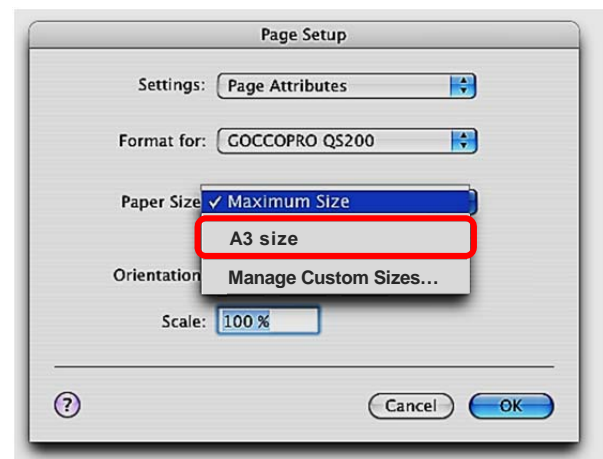 Page Setup
Settings: Page Attributes
Format for: GOCCOPRO QS200
Paper Size ✓ Maximum Size
A3 size
Manage Custom Sizes...
Orientation
Scale: 100 %
? Cancel OK